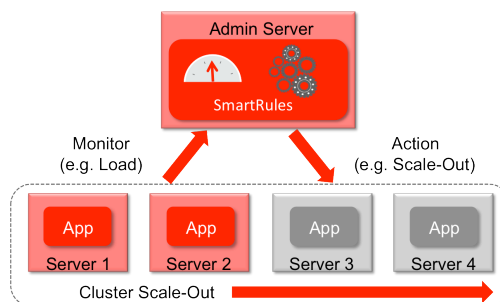 Admin Server
SmartRules
Monitor
(e.g. Load)
Action
(e.g. Scale-Out)
App
App
App
App
Server 1
Server 2
Server 3
Server 4
Cluster Scale-Out